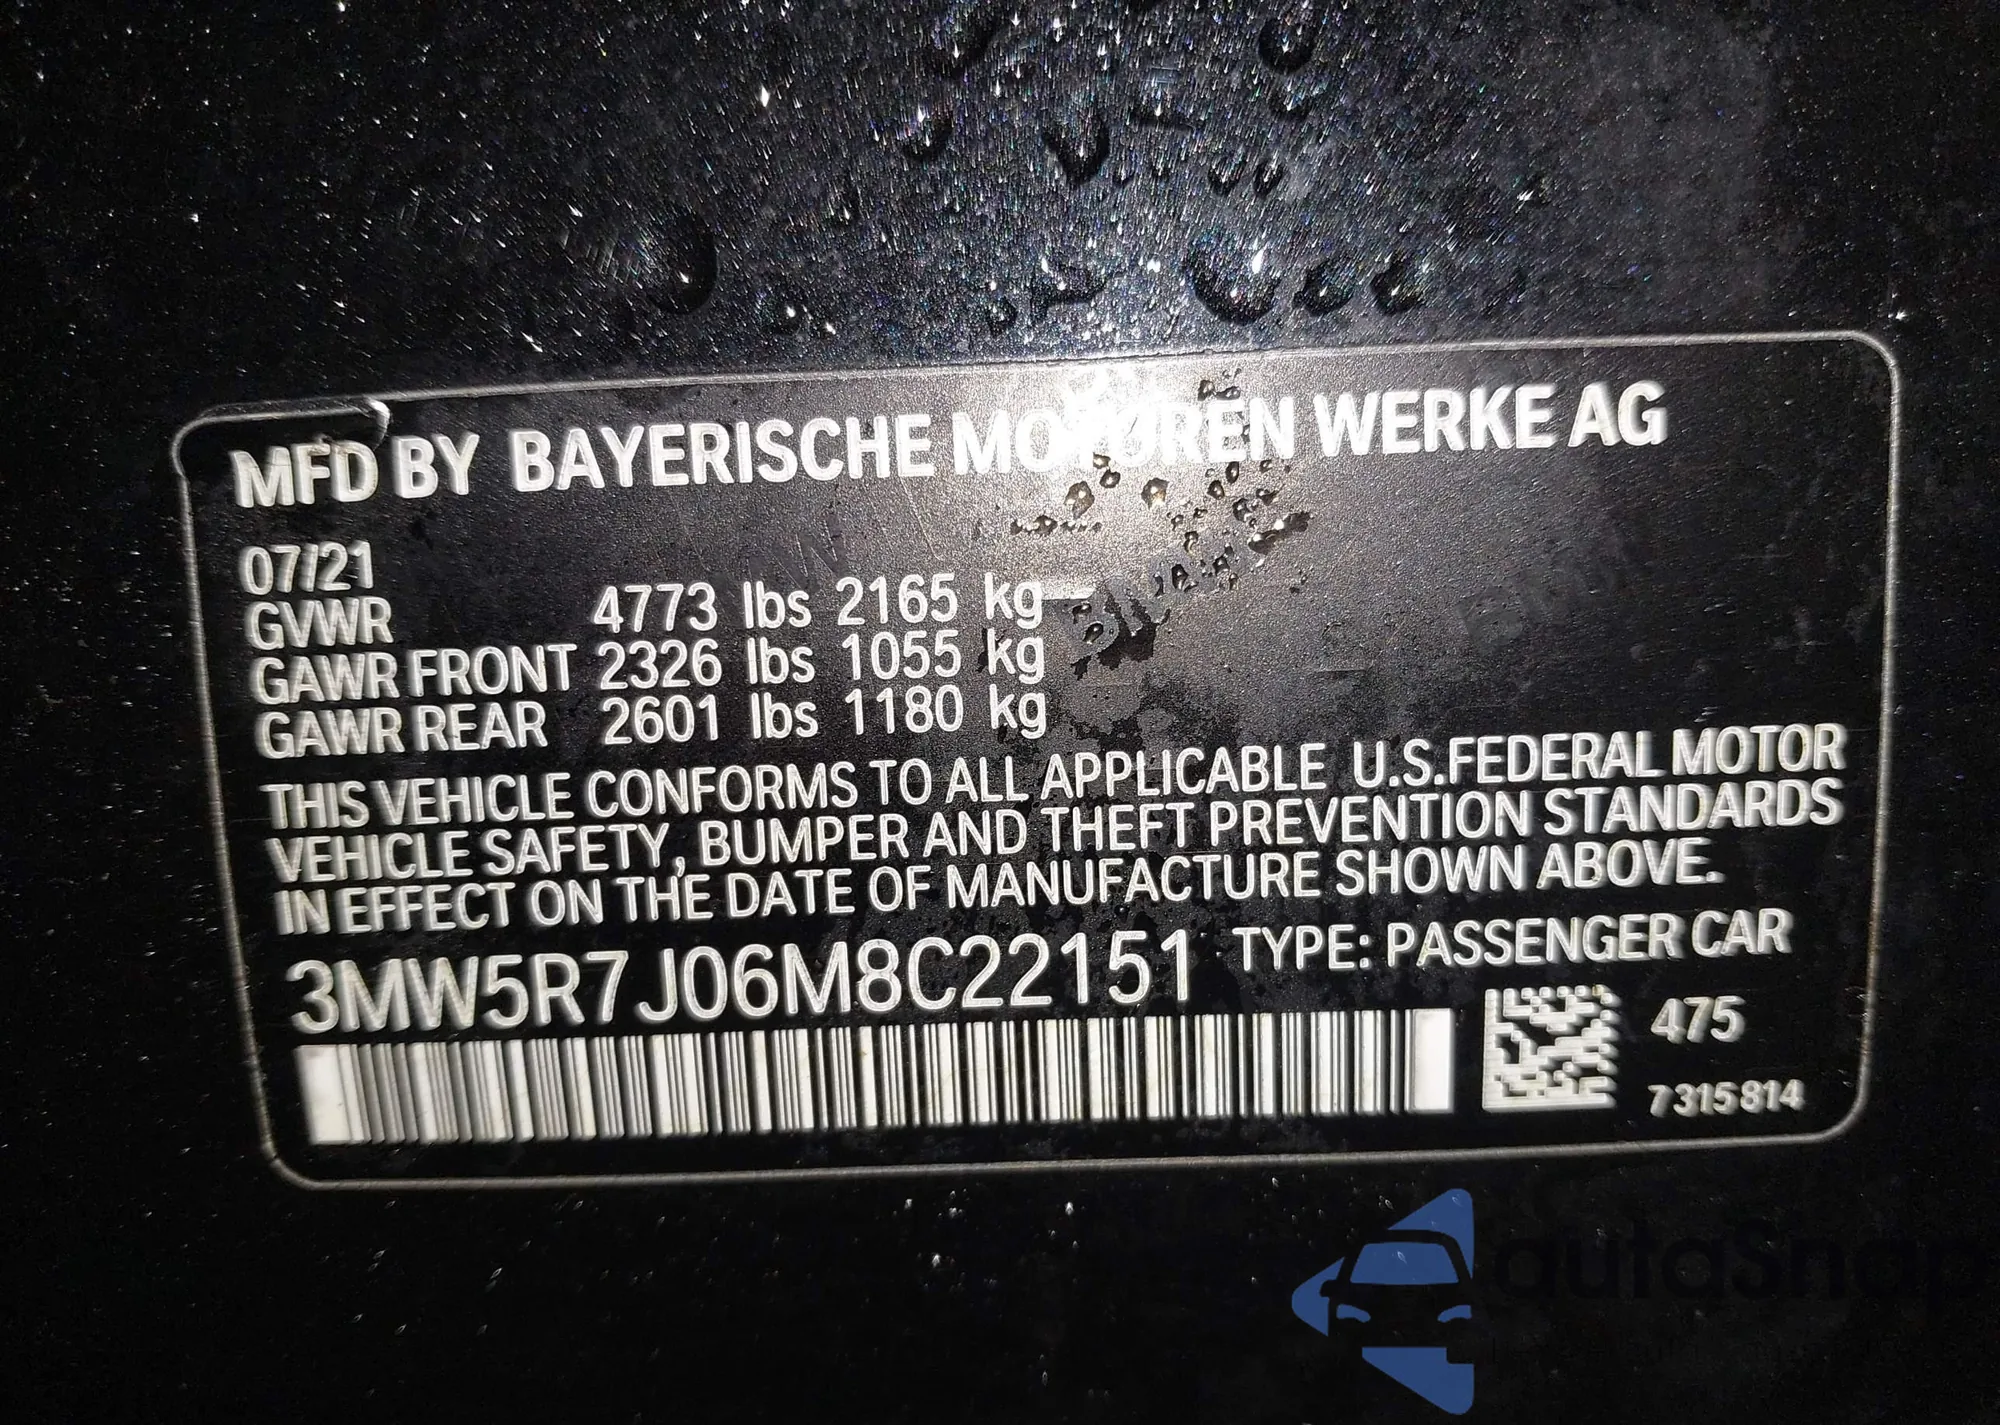 MFD BY BAYERISCHE MOTOREN WERKE AG
07/21
GVWR 4773 lbs 2165 kg
GAWR FRONT 2326 lbs 1055 kg
GAWR REAR 2601 lbs 1180 kg
THIS VEHICLE CONFORMS TO ALL APPLICABLE U.S.FEDERAL MOTOR
VEHICLE SAFETY, BUMPER AND THEFT PREVENTION STANDARDS
IN EFFECT ON THE DATE OF MANUFACTURE SHOWN ABOVE.
3MW5R7J06M8C22151 TYPE: PASSENGER CAR
475
7315814
autoSnap